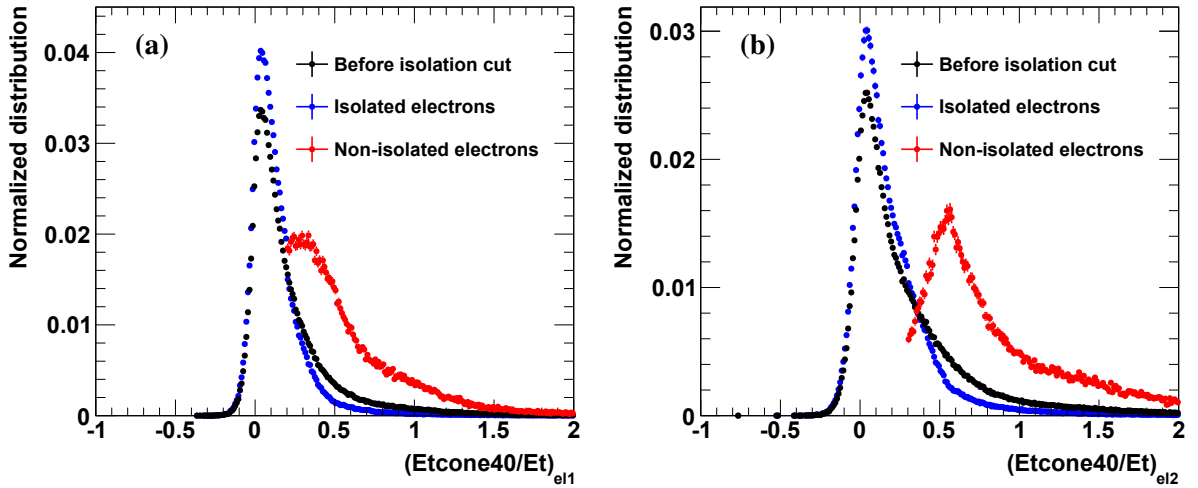 Normalized distribution
0.04
0.03
0.02
0.01
0
(a)
Before isolation cut
Isolated electrons
Non-isolated electrons
-1 -0.5 0 0.5 1 1.5 2
(Etcone40/Et)el1
Normalized distribution
0.03
0.02
0.01
0
(b)
Before isolation cut
Isolated electrons
Non-isolated electrons
-1 -0.5 0 0.5 1 1.5 2
(Etcone40/Et)el2